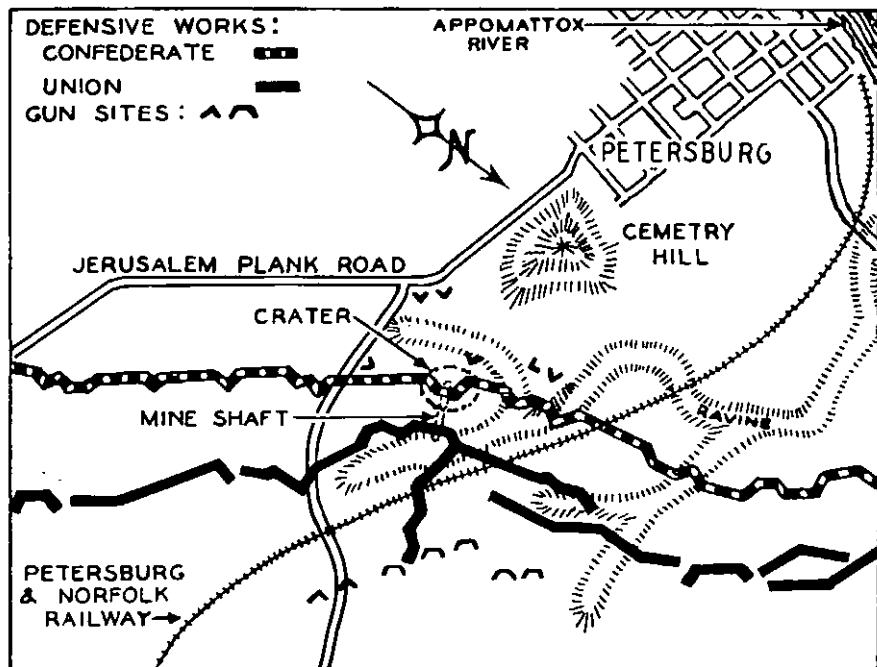 DEFENSIVE WORKS:
CONFEDERATE
UNION
GUN SITES:
APPOMATTOX
RIVER
N
PETERSBURG
CEMETRY
HILL
JERUSALEM PLANK ROAD
CRATER
MINE SHAFT
RAVINE
PETERSBURG
& NORFOLK
RAILWAY